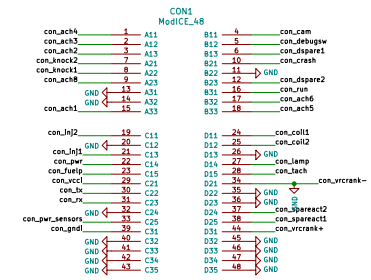 CON1
ModICE_48
con_ach4 1 A11 B11 4 con_cam
con_ach3 2 A12 B12 5 con_debugsw
con_ach2 3 A13 B13 6 con_dspare1
con_knock2 7 A21 B21 10 con_crash
con_knock1 8 A22 B22 11 GND
con_ach8 9 A23 B23 12 con_dspare2
GND 13 A31 B31 16 con_run
GND 14 A32 B32 17 con_ach6
con_ach1 15 A33 B33 18 con_ach5
con_inj2 19 C11 D11 24 con_coil1
GND 20 C12 D12 25 con_coil2
con_inj1 21 C13 D13 26 GND
con_pwr 22 C14 D14 27 con_lamp
con_fuelp 23 C15 D15 28 con_tach
con_vcc1 29 C21 D21 34 con_vrcrank-
con_tx 30 C22 D22 35 GND
con_rx 31 C23 D23 36 GND
GND 32 C24 D24 37 con_spareact2
con_pwr_sensors 33 C25 D25 38 con_spareact1
con_gndl 39 C31 D31 44 con_vrcrank+
GND 40 C32 D32 45 GND
GND 41 C33 D33 46 GND
GND 42 C34 D34 47 GND
GND 43 C35 D35 48 GND
GND